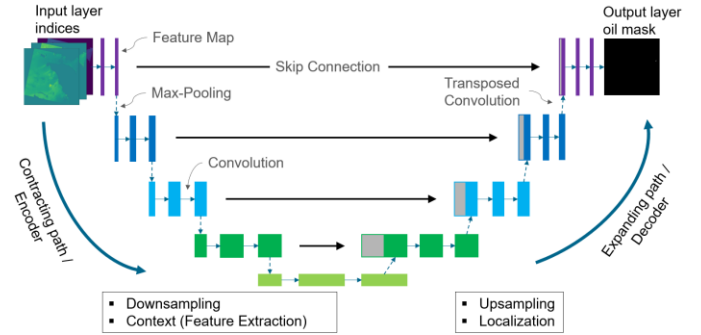 Input layer
indices
Feature Map
Max-Pooling
Convolution
Skip Connection
Transposed
Convolution
Output layer
oil mask
Contracting path /
Encoder
Expanding path /
Decoder
▪ Downsampling
▪ Context (Feature Extraction)
▪ Upsampling
▪ Localization